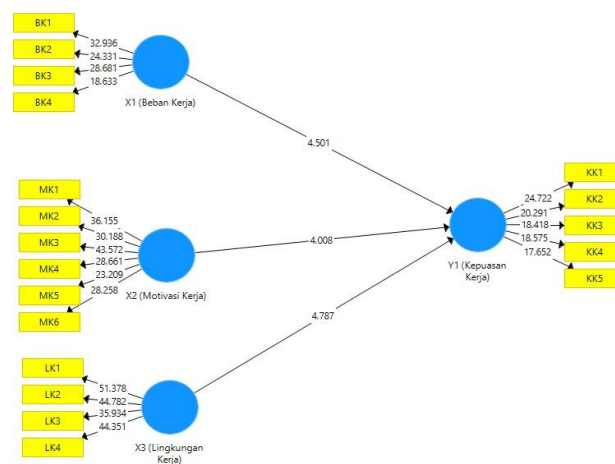 BK1
BK2
BK3
BK4
32.936
24.331
28.681
18.633
X1 (Beban Kerja)
4.501
MK1
MK2
MK3
MK4
MK5
MK6
36.155
30.188
43.572
28.661
23.209
28.258
X2 (Motivasi Kerja)
4.008
LK1
LK2
LK3
LK4
51.378
44.782
35.934
44.351
X3 (Lingkungan
Kerja)
4.787
Y1 (Kepuasan
Kerja)
24.722
20.291
18.418
18.575
17.652
KK1
KK2
KK3
KK4
KK5